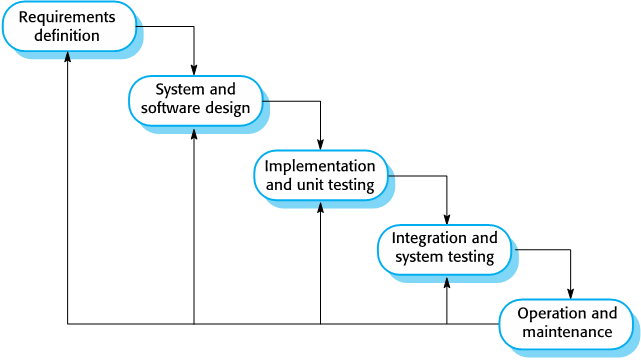 Requirements
definition
System and
software design
Implementation
and unit testing
Integration and
system testing
Operation and
maintenance